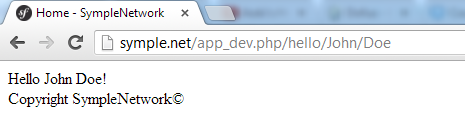 Home - SympleNetwork
symple.net/app_dev.php/hello/John/Doe
Hello John Doe!
Copyright SympleNetwork©